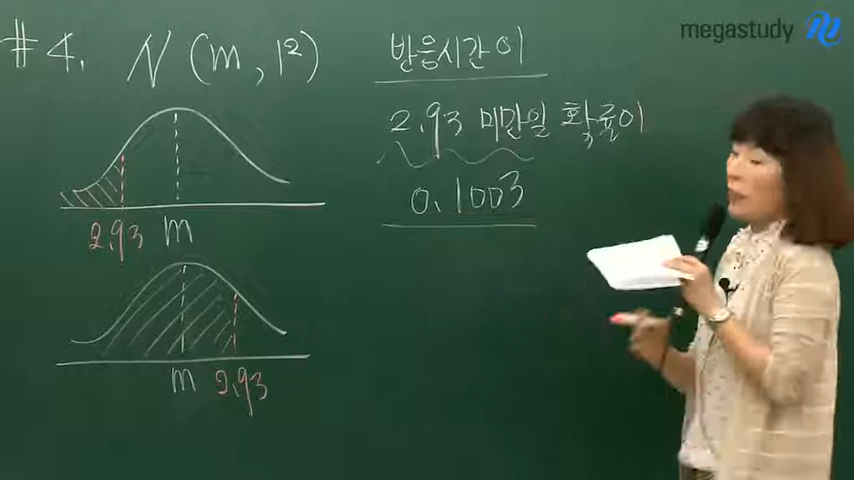 megastudy
#4. N(m, 1²)
반응시간이
2.93 미만일 확률이
0.1003
2.93 m
m 2.93